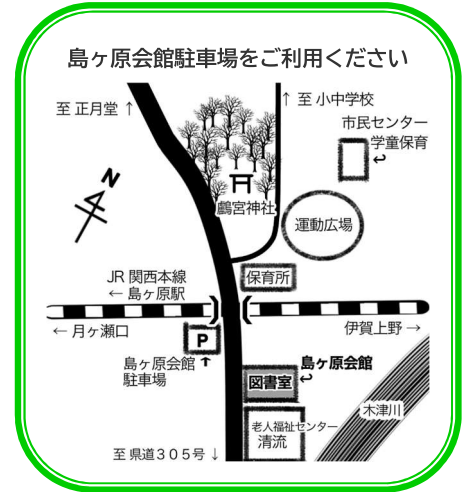 島ヶ原会館駐車場をご利用ください
至 正月堂 ↑
↑ 至 小中学校
市民センター
学童保育
↩
N
鸕宮神社
運動広場
保育所
JR 関西本線
← 島ヶ原駅
← 月ヶ瀬口
伊賀上野 →
P
島ヶ原会館 ↑
駐車場
島ヶ原会館
図書室 ↩
木津川
老人福祉センター
清流
至 県道305号 ↓